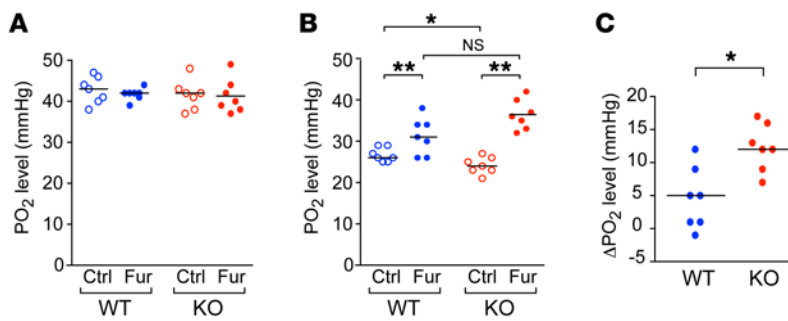 A
PO2 level (mmHg)
50
40
30
20
10
0
Ctrl Fur Ctrl Fur
WT KO
B
PO2 level (mmHg)
50
40
30
20
10
0
*
NS
** **
Ctrl Fur Ctrl Fur
WT KO
C
ΔPO2 level (mmHg)
20
15
10
5
0
-5
*
WT KO